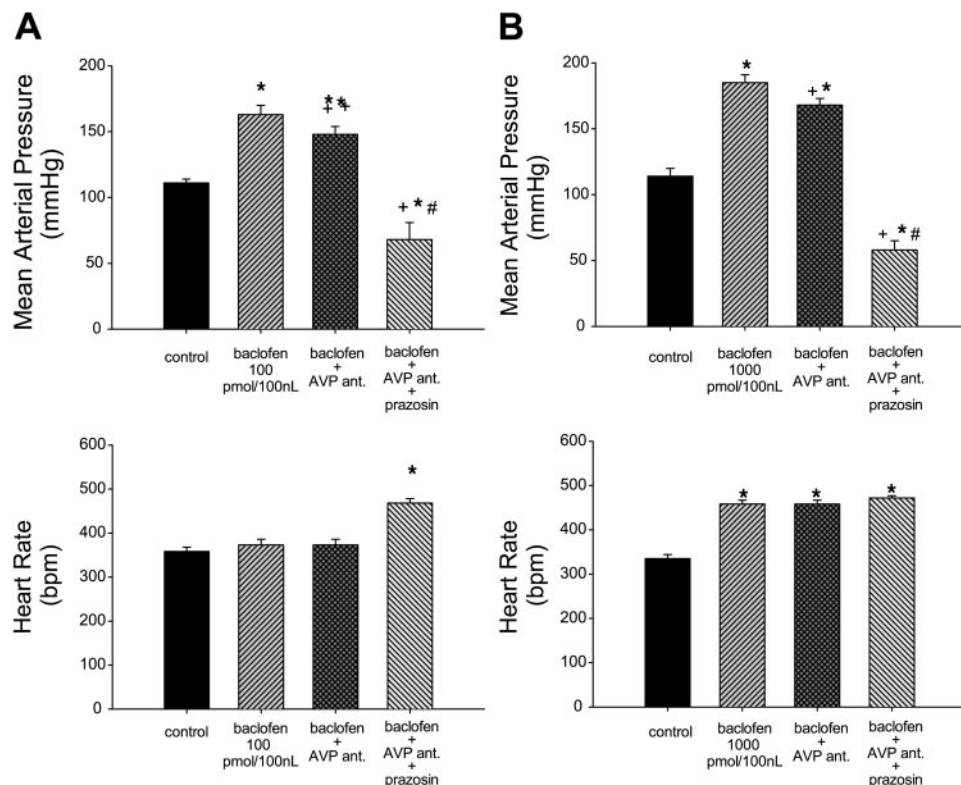 A
Mean Arterial Pressure
(mmHg)
200
150
100
50
0
*
* *
+ +
+ * #
control
baclofen
100
pmol/100nL
baclofen
+
AVP ant.
baclofen
+
AVP ant.
+
prazosin
Heart Rate
(bpm)
600
500
400
300
200
100
0
*
control
baclofen
100
pmol/100nL
baclofen
+
AVP ant.
baclofen
+
AVP ant.
+
prazosin
B
Mean Arterial Pressure
(mmHg)
200
150
100
50
0
*
+ *
+ * #
control
baclofen
1000
pmol/100nL
baclofen
+
AVP ant.
baclofen
+
AVP ant.
+
prazosin
Heart Rate
(bpm)
600
500
400
300
200
100
0
*
*
*
control
baclofen
1000
pmol/100nL
baclofen
+
AVP ant.
baclofen
+
AVP ant.
+
prazosin